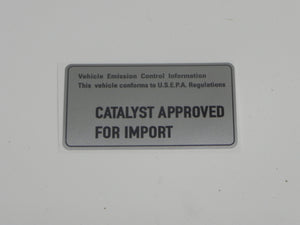 Vehicle Emission Control Information
This vehicle conforms to U.S.E.P.A. Regulations
CATALYST APPROVED
FOR IMPORT